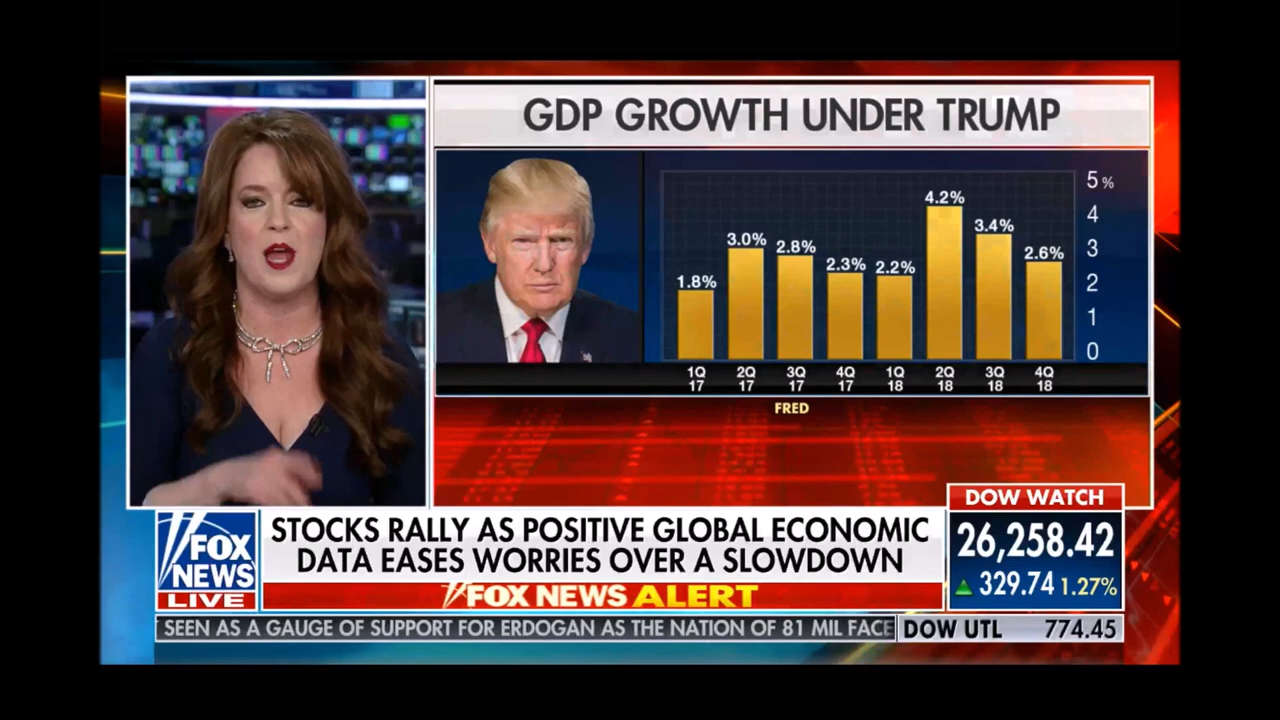 GDP GROWTH UNDER TRUMP
5%
4
3
2
1
0
1.8%
3.0%
2.8%
2.3%
2.2%
4.2%
3.4%
2.6%
1Q 2Q 3Q 4Q 1Q 2Q 3Q 4Q
17 17 17 17 18 18 18 18
FRED
DOW WATCH
26,258.42
329.74 1.27%
FOX
NEWS
LIVE
STOCKS RALLY AS POSITIVE GLOBAL ECONOMIC
DATA EASES WORRIES OVER A SLOWDOWN
FOX NEWS ALERT
SEEN AS A GAUGE OF SUPPORT FOR ERDOGAN AS THE NATION OF 81 MIL FACE
DOW UTL 774.45